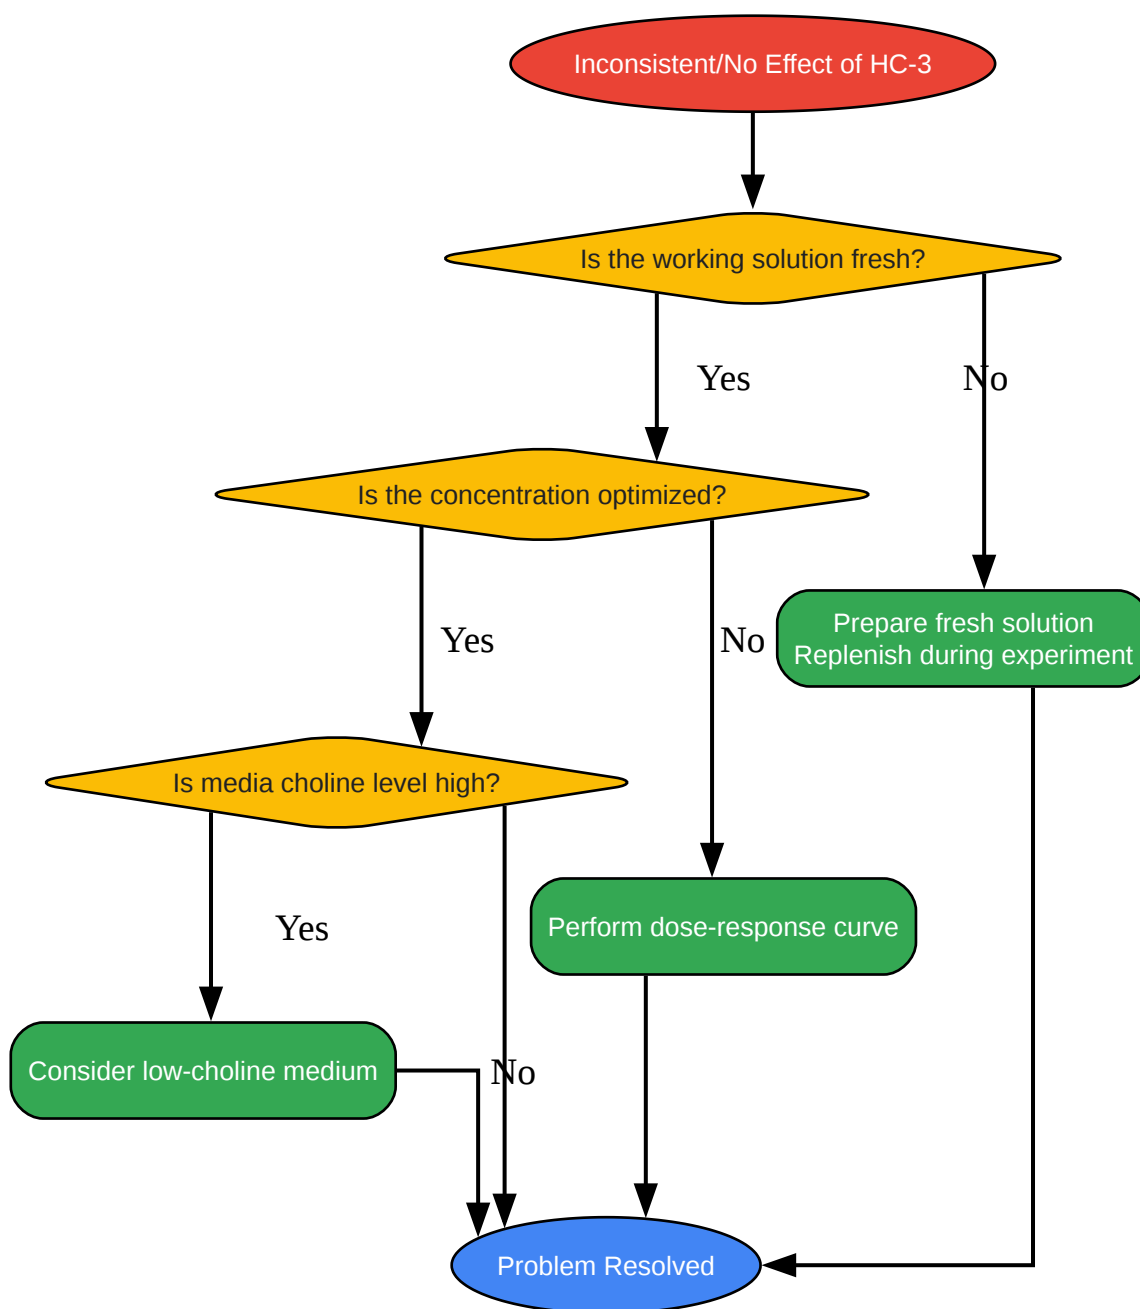 Inconsistent/No Effect of HC-3
Is the working solution fresh?
Yes
No
Is the concentration optimized?
Prepare fresh solution
Replenish during experiment
Yes
No
Is media choline level high?
Yes
Perform dose-response curve
Consider low-choline medium
No
Problem Resolved